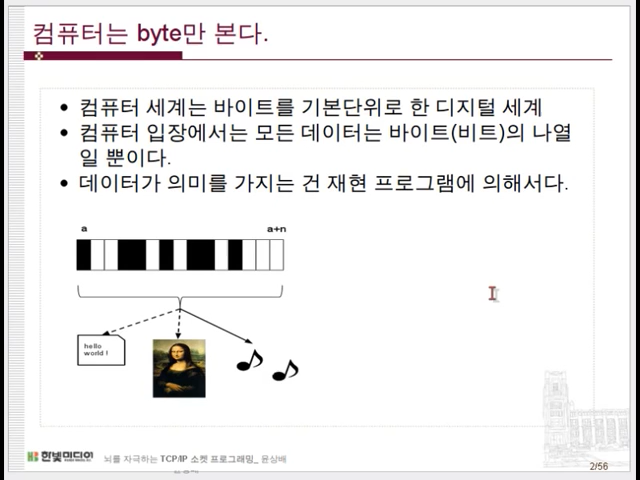 컴퓨터는 byte만 본다.
• 컴퓨터 세계는 바이트를 기본단위로 한 디지털 세계
• 컴퓨터 입장에서는 모든 데이터는 바이트(비트)의 나열
일 뿐이다.
• 데이터가 의미를 가지는 건 재현 프로그램에 의해서다.
a a+n
hello
world !
한빛미디어
뇌를 자극하는 TCP/IP 소켓 프로그래밍_ 윤상배
2/56